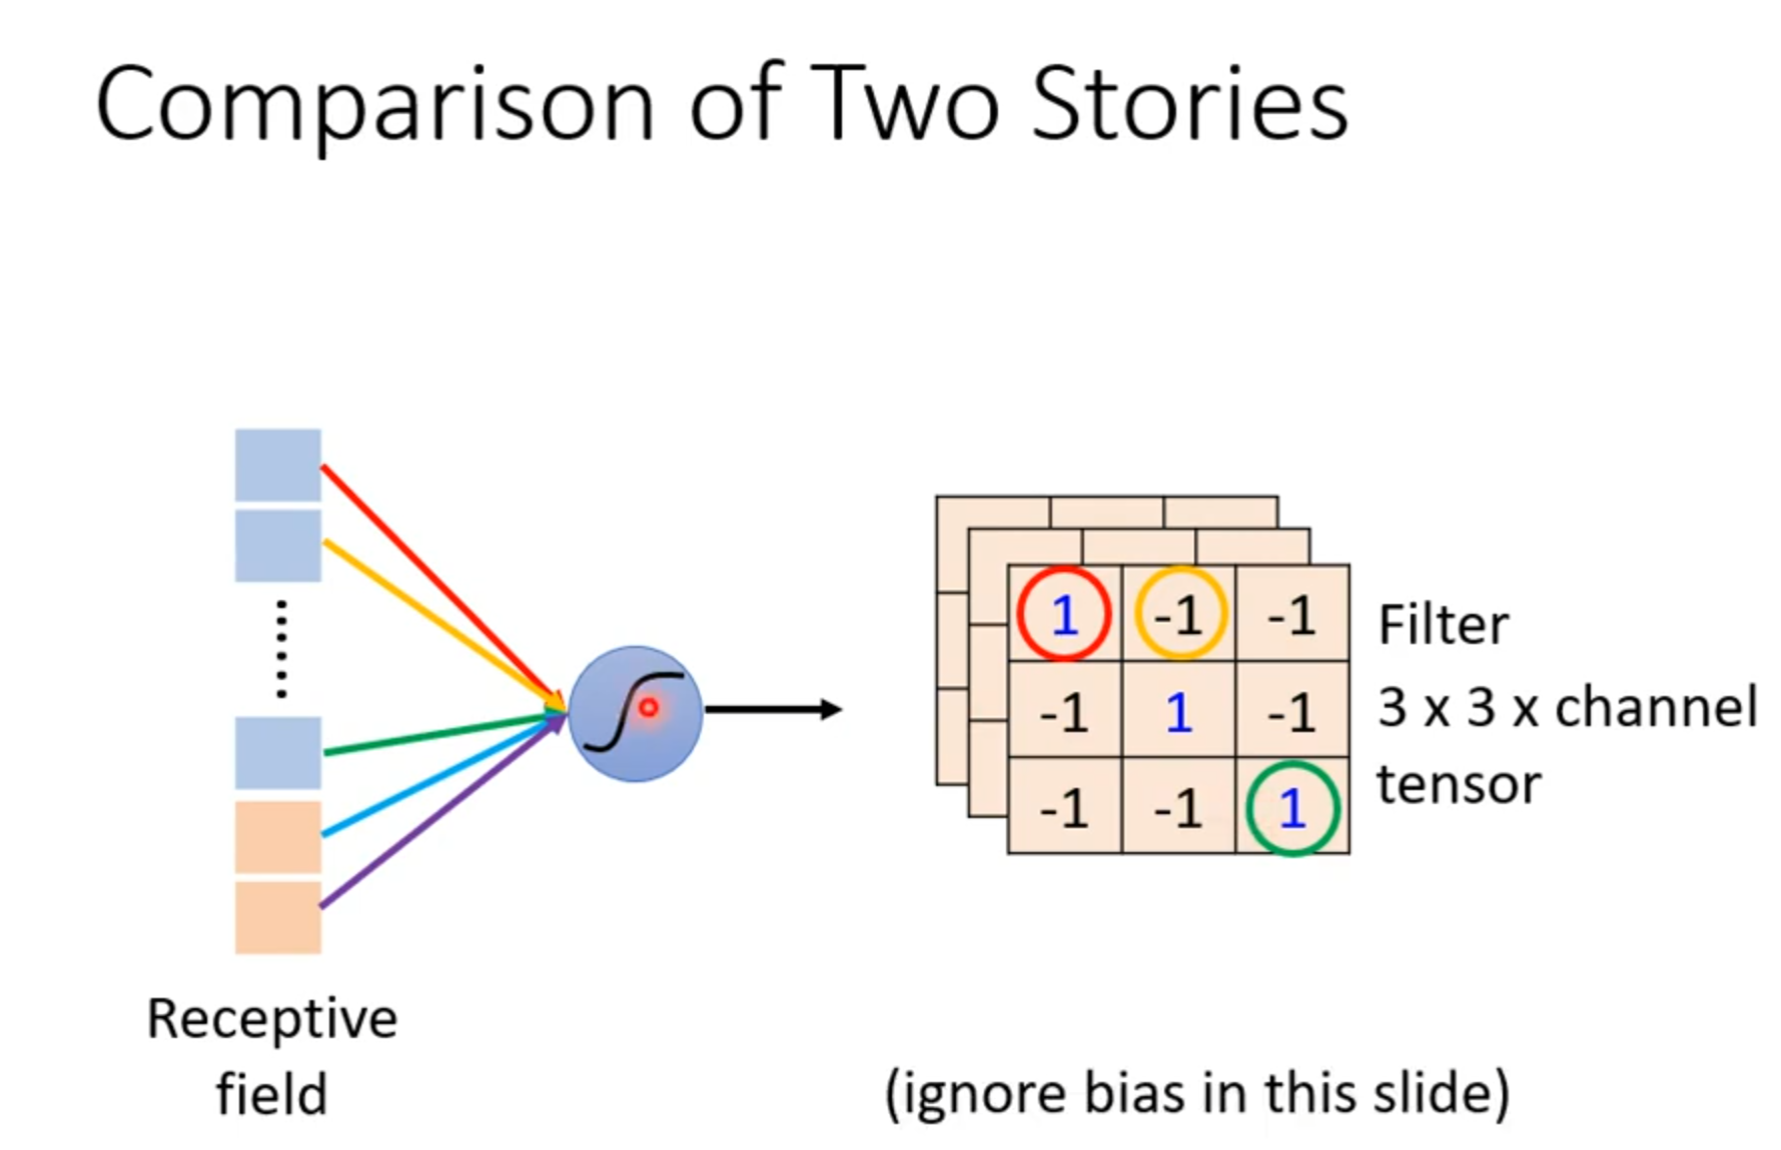 Comparison of Two Stories
1 -1 -1
-1 1 -1
-1 -1 1
Filter
3 x 3 x channel
tensor
Receptive
field
(ignore bias in this slide)